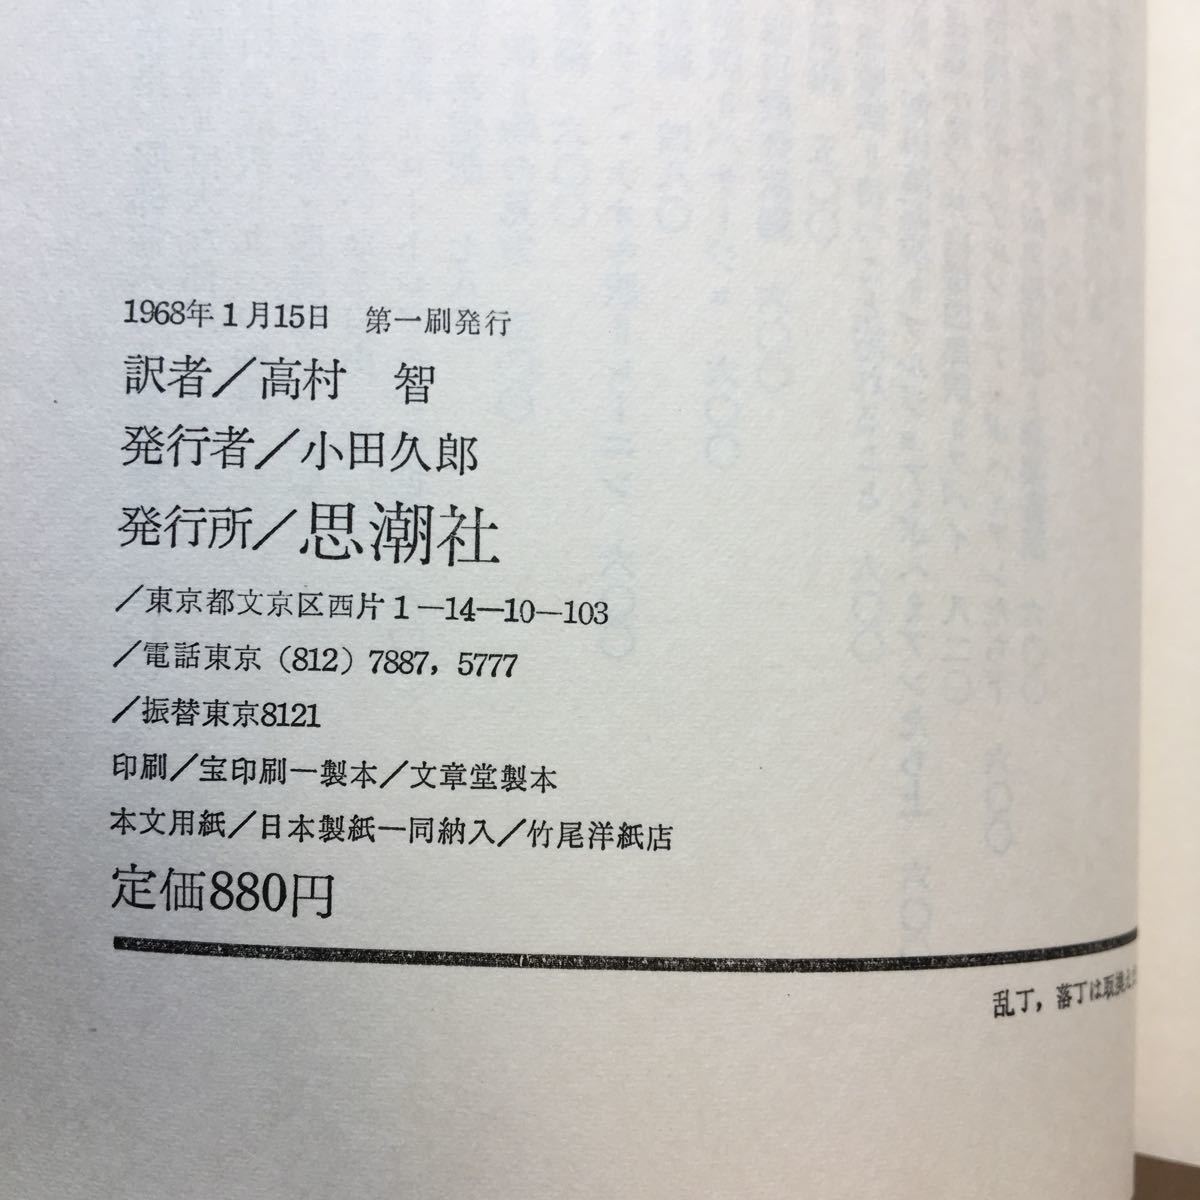 1968年1月15日　第一刷発行
訳者／高村　智
発行者／小田久郎
発行所／思潮社
／東京都文京区西片1—14—10—103
／電話東京（812）7887，5777
／振替東京8121
印刷／宝印刷—製本／文章堂製本
本文用紙／日本製紙—同納入／竹尾洋紙店
定価880円
乱丁，落丁は取換え